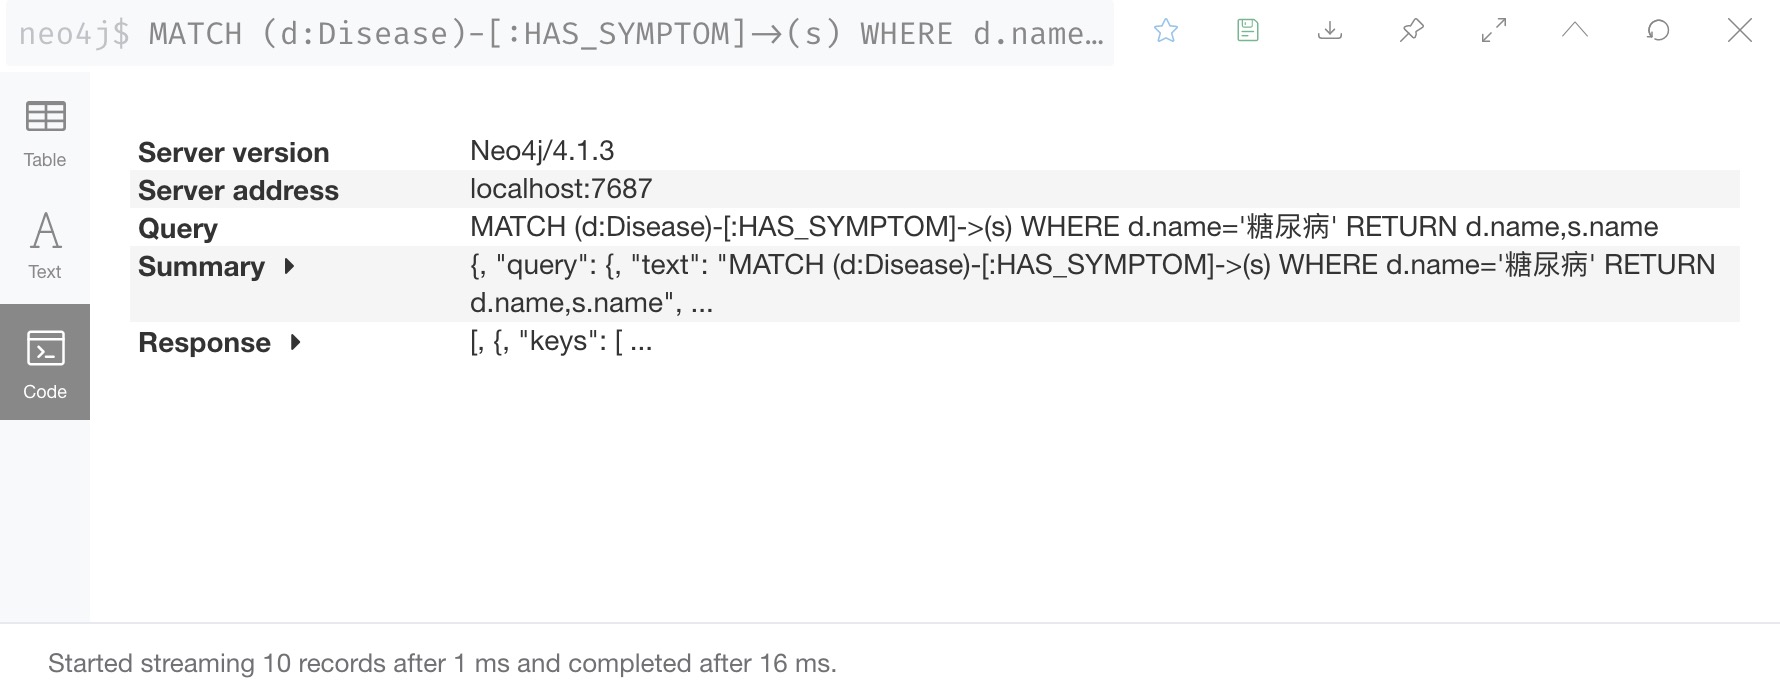 neo4j$ MATCH (d:Disease)-[:HAS_SYMPTOM]→(s) WHERE d.name…
Table
Text
Code
Server version Neo4j/4.1.3
Server address localhost:7687
Query MATCH (d:Disease)-[:HAS_SYMPTOM]->(s) WHERE d.name='糖尿病' RETURN d.name,s.name
Summary {, "query": {, "text": "MATCH (d:Disease)-[:HAS_SYMPTOM]->(s) WHERE d.name='糖尿病' RETURN
d.name,s.name", ...
Response [, {, "keys": [ ...
Started streaming 10 records after 1 ms and completed after 16 ms.